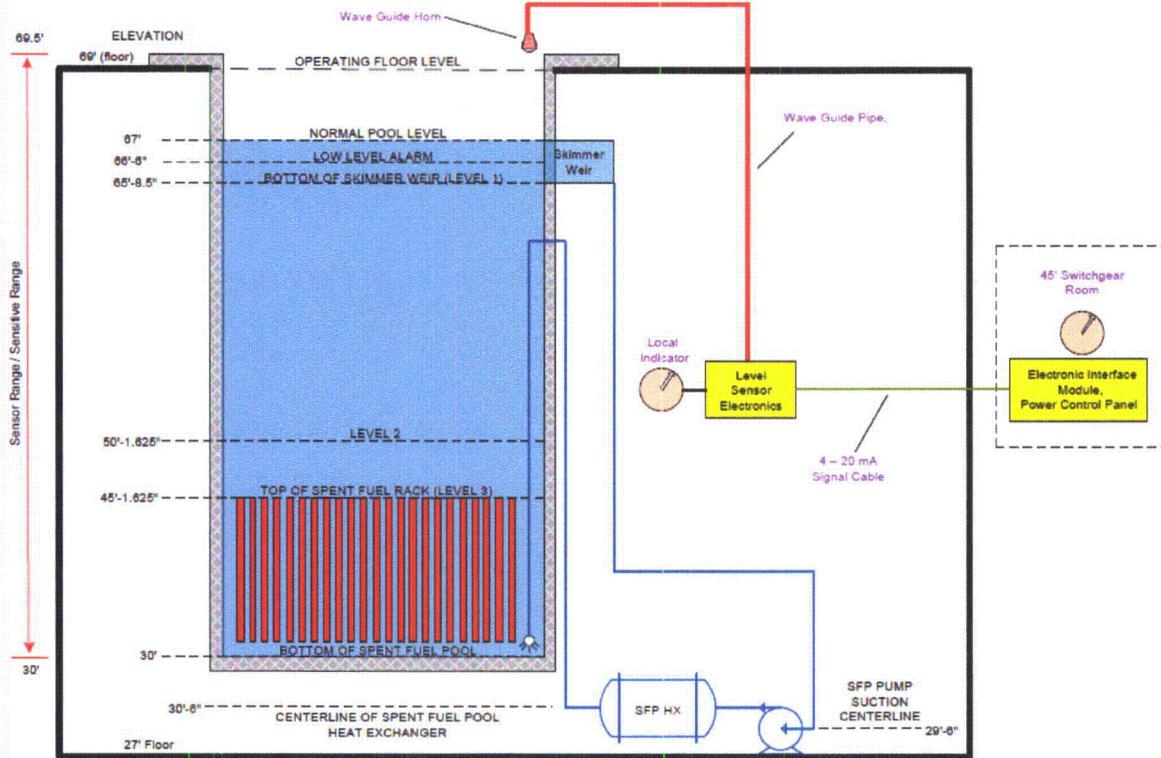 Wave Guide Horn
69.5'
ELEVATION
69' (floor)
OPERATING FLOOR LEVEL
Wave Guide Pipe,
67'
NORMAL POOL LEVEL
66'-6"
LOW LEVEL ALARM
Skimmer
Weir
65'-8.5"
BOTTOM OF SKIMMER WEIR (LEVEL 1)
Sensor Range / Sensitive Range
45' Switchgear
Room
Local
Indicator
Level
Sensor
Electronics
Electronic Interface
Module,
Power Control Panel
50'-1.625"
LEVEL 2
4 – 20 mA
Signal Cable
45'-1.625"
TOP OF SPENT FUEL RACK (LEVEL 3)
30'
BOTTOM OF SPENT FUEL POOL
30'
30'-6"
CENTERLINE OF SPENT FUEL POOL
HEAT EXCHANGER
SFP HX
SFP PUMP
SUCTION
CENTERLINE
29'-6"
27' Floor